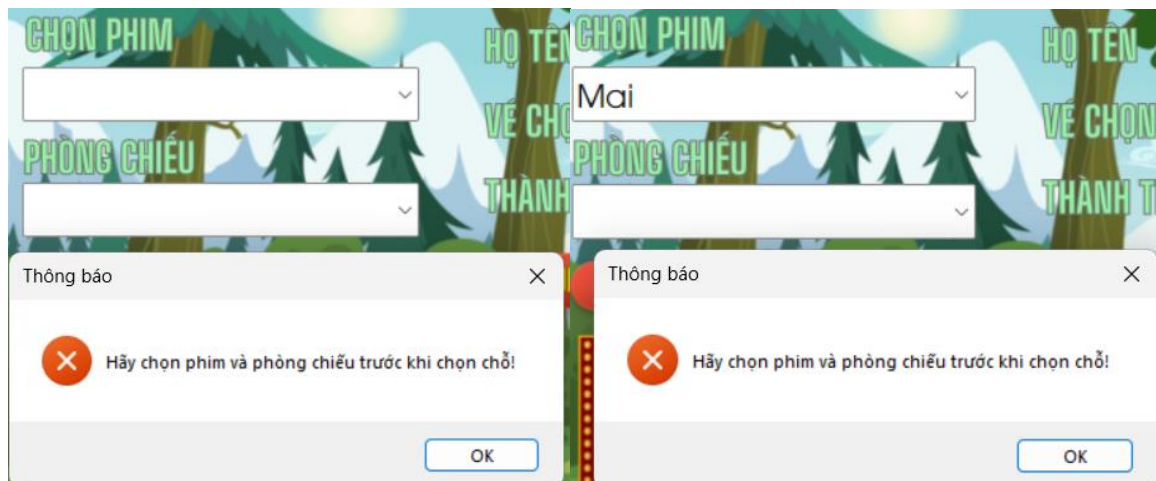 CHỌN PHIM
HỌ TÊN
VÉ CHỌ
PHÒNG CHIẾU
THÀNH
Thông báo
Hãy chọn phim và phòng chiếu trước khi chọn chỗ!
OK
CHỌN PHIM
HỌ TÊN
Mai
VÉ CHỌN
PHÒNG CHIẾU
THÀNH T
Thông báo
Hãy chọn phim và phòng chiếu trước khi chọn chỗ!
OK